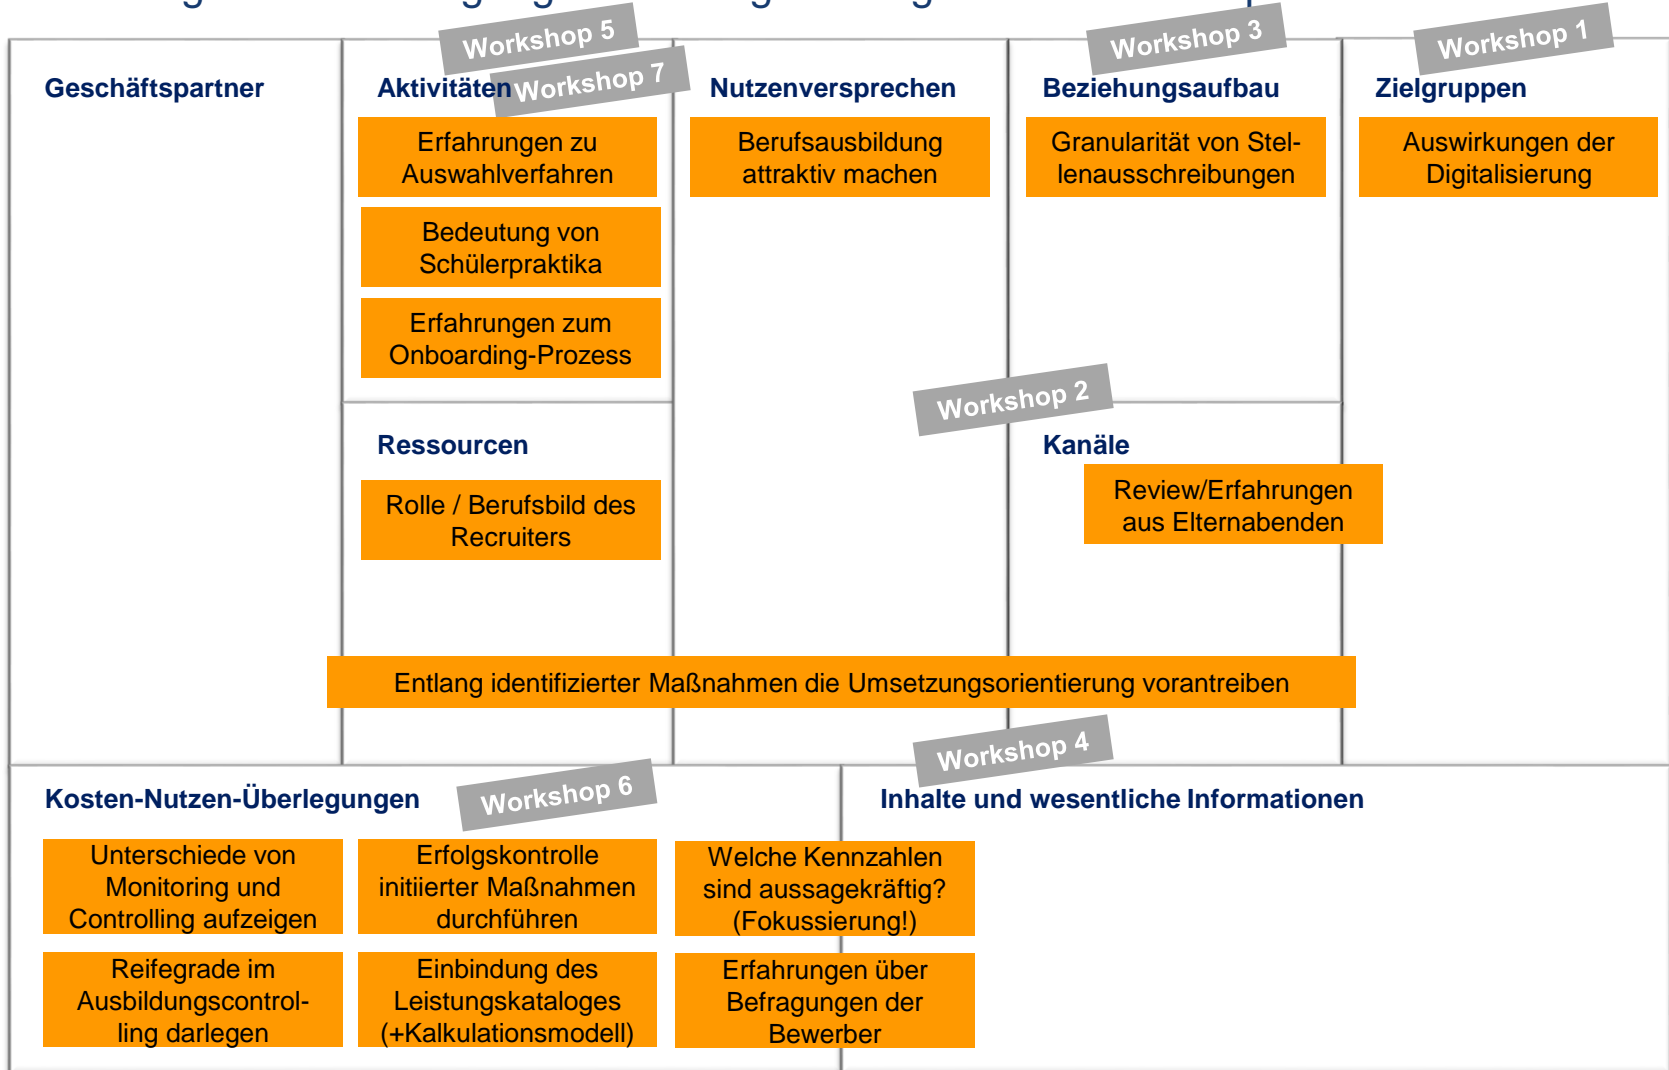 Workshop 5
Workshop 3
Workshop 1
Geschäftspartner
Aktivitäten
Workshop 7
Nutzenversprechen
Beziehungsaufbau
Zielgruppen
Erfahrungen zu
Auswahlverfahren
Bedeutung von
Schülerpraktika
Erfahrungen zum
Onboarding-Prozess
Berufsausbildung
attraktiv machen
Granularität von Stel-
lenausschreibungen
Auswirkungen der
Digitalisierung
Workshop 2
Ressourcen
Rolle / Berufsbild des
Recruiters
Kanäle
Review/Erfahrungen
aus Elternabenden
Entlang identifizierter Maßnahmen die Umsetzungsorientierung vorantreiben
Workshop 4
Kosten-Nutzen-Überlegungen
Workshop 6
Inhalte und wesentliche Informationen
Unterschiede von
Monitoring und
Controlling aufzeigen
Erfolgskontrolle
initiierter Maßnahmen
durchführen
Welche Kennzahlen
sind aussagekräftig?
(Fokussierung!)
Reifegrade im
Ausbildungscontrol-
ling darlegen
Einbindung des
Leistungskataloges
(+Kalkulationsmodell)
Erfahrungen über
Befragungen der
Bewerber